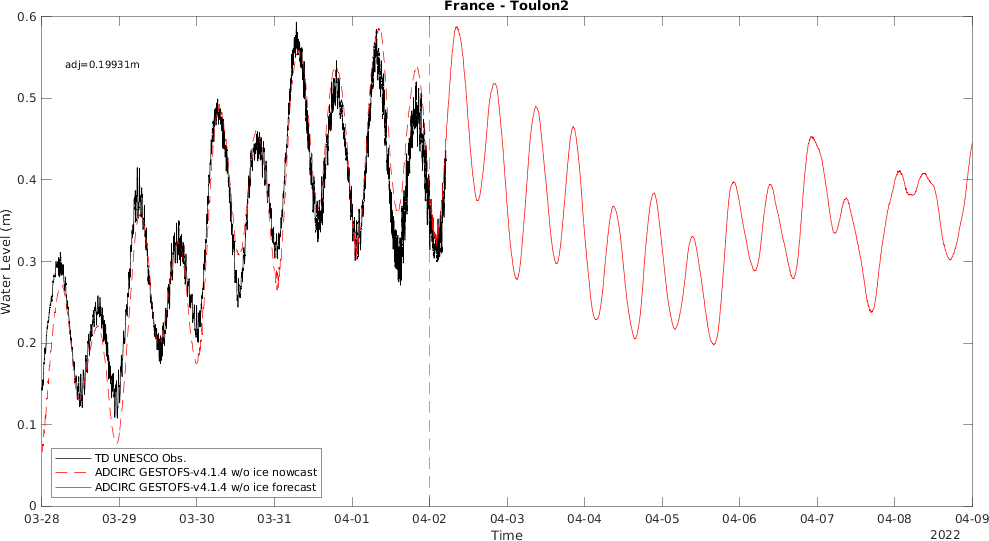 France - Toulon2
adj=0.19931m
0.6
0.5
0.4
0.3
0.2
0.1
0
Water Level (m)
TD UNESCO Obs.
ADCIRC GESTOFS-v4.1.4 w/o ice nowcast
ADCIRC GESTOFS-v4.1.4 w/o ice forecast
03-28 03-29 03-30 03-31 04-01 04-02 04-03 04-04 04-05 04-06 04-07 04-08 04-09
Time
2022